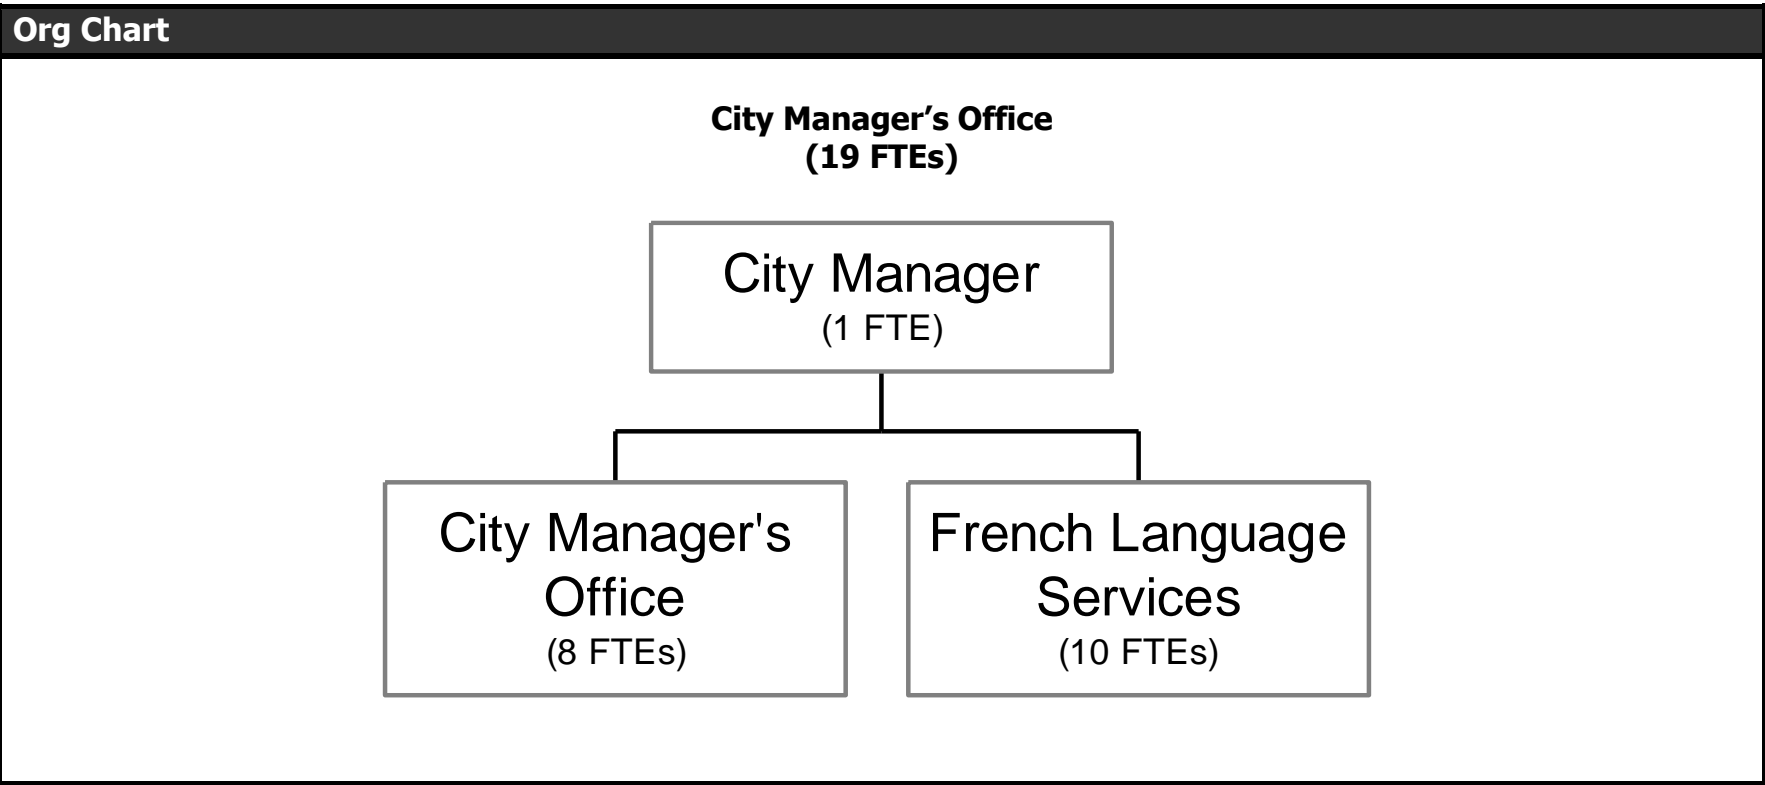 Org Chart
City Manager’s Office
(19 FTEs)
City Manager
(1 FTE)
City Manager's
Office
(8 FTEs)
French Language
Services
(10 FTEs)